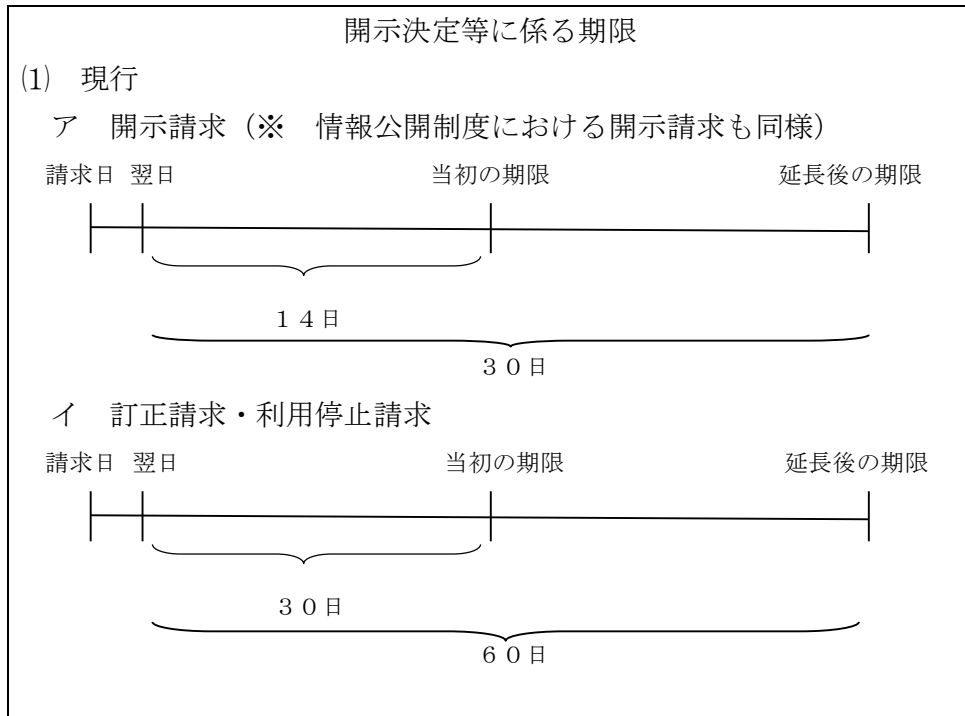 開示決定等に係る期限
⑴　現行
ア　開示請求（※　情報公開制度における開示請求も同様）
請求日 翌日 当初の期限 延長後の期限
１４日
３０日
イ　訂正請求・利用停止請求
請求日 翌日 当初の期限 延長後の期限
３０日
６０日